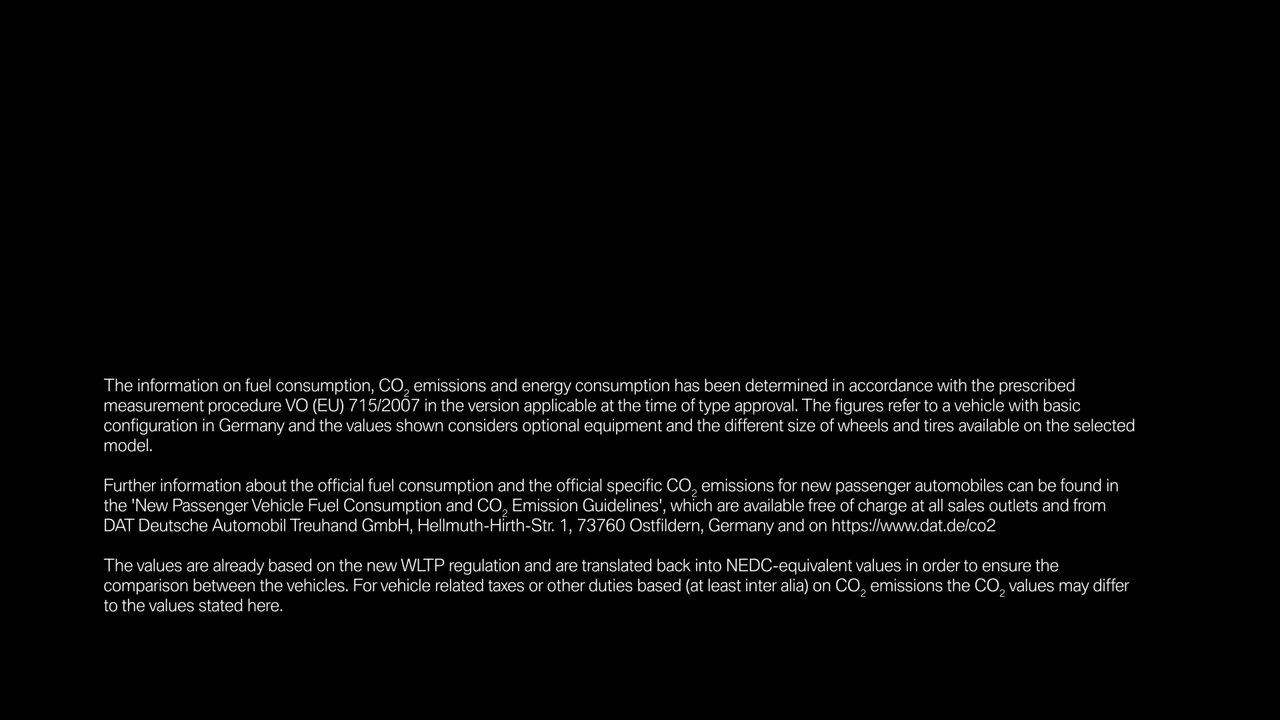 The information on fuel consumption, CO₂ emissions and energy consumption has been determined in accordance with the prescribed
measurement procedure VO (EU) 715/2007 in the version applicable at the time of type approval. The figures refer to a vehicle with basic
configuration in Germany and the values shown considers optional equipment and the different size of wheels and tires available on the selected
model.
Further information about the official fuel consumption and the official specific CO₂ emissions for new passenger automobiles can be found in
the 'New Passenger Vehicle Fuel Consumption and CO₂ Emission Guidelines', which are available free of charge at all sales outlets and from
DAT Deutsche Automobil Treuhand GmbH, Hellmuth-Hirth-Str. 1, 73760 Ostfildern, Germany and on https://www.dat.de/co2
The values are already based on the new WLTP regulation and are translated back into NEDC-equivalent values in order to ensure the
comparison between the vehicles. For vehicle related taxes or other duties based (at least inter alia) on CO₂ emissions the CO₂ values may differ
to the values stated here.